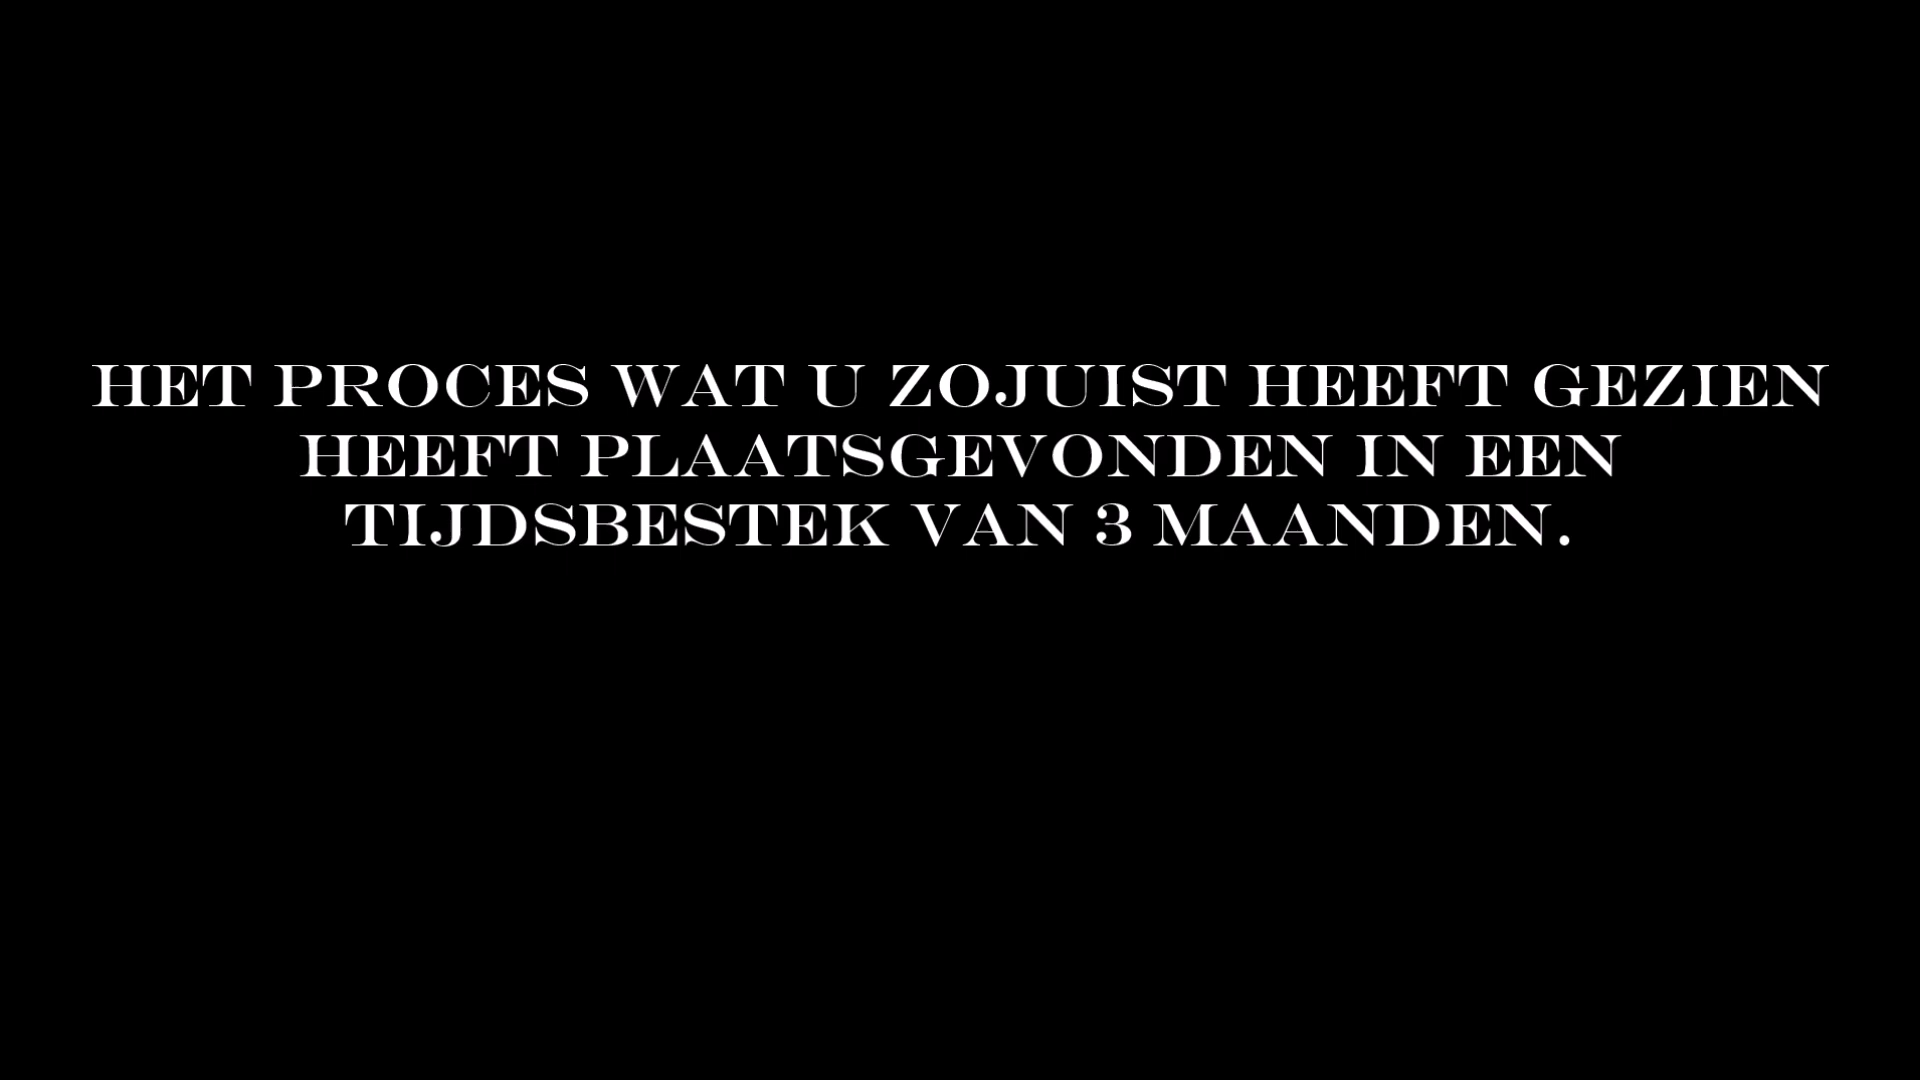 HET PROCES WAT U ZOJUIST HEEFT GEZIEN
HEEFT PLAATSGEVONDEN IN EEN
TIJDSBESTEK VAN 3 MAANDEN.